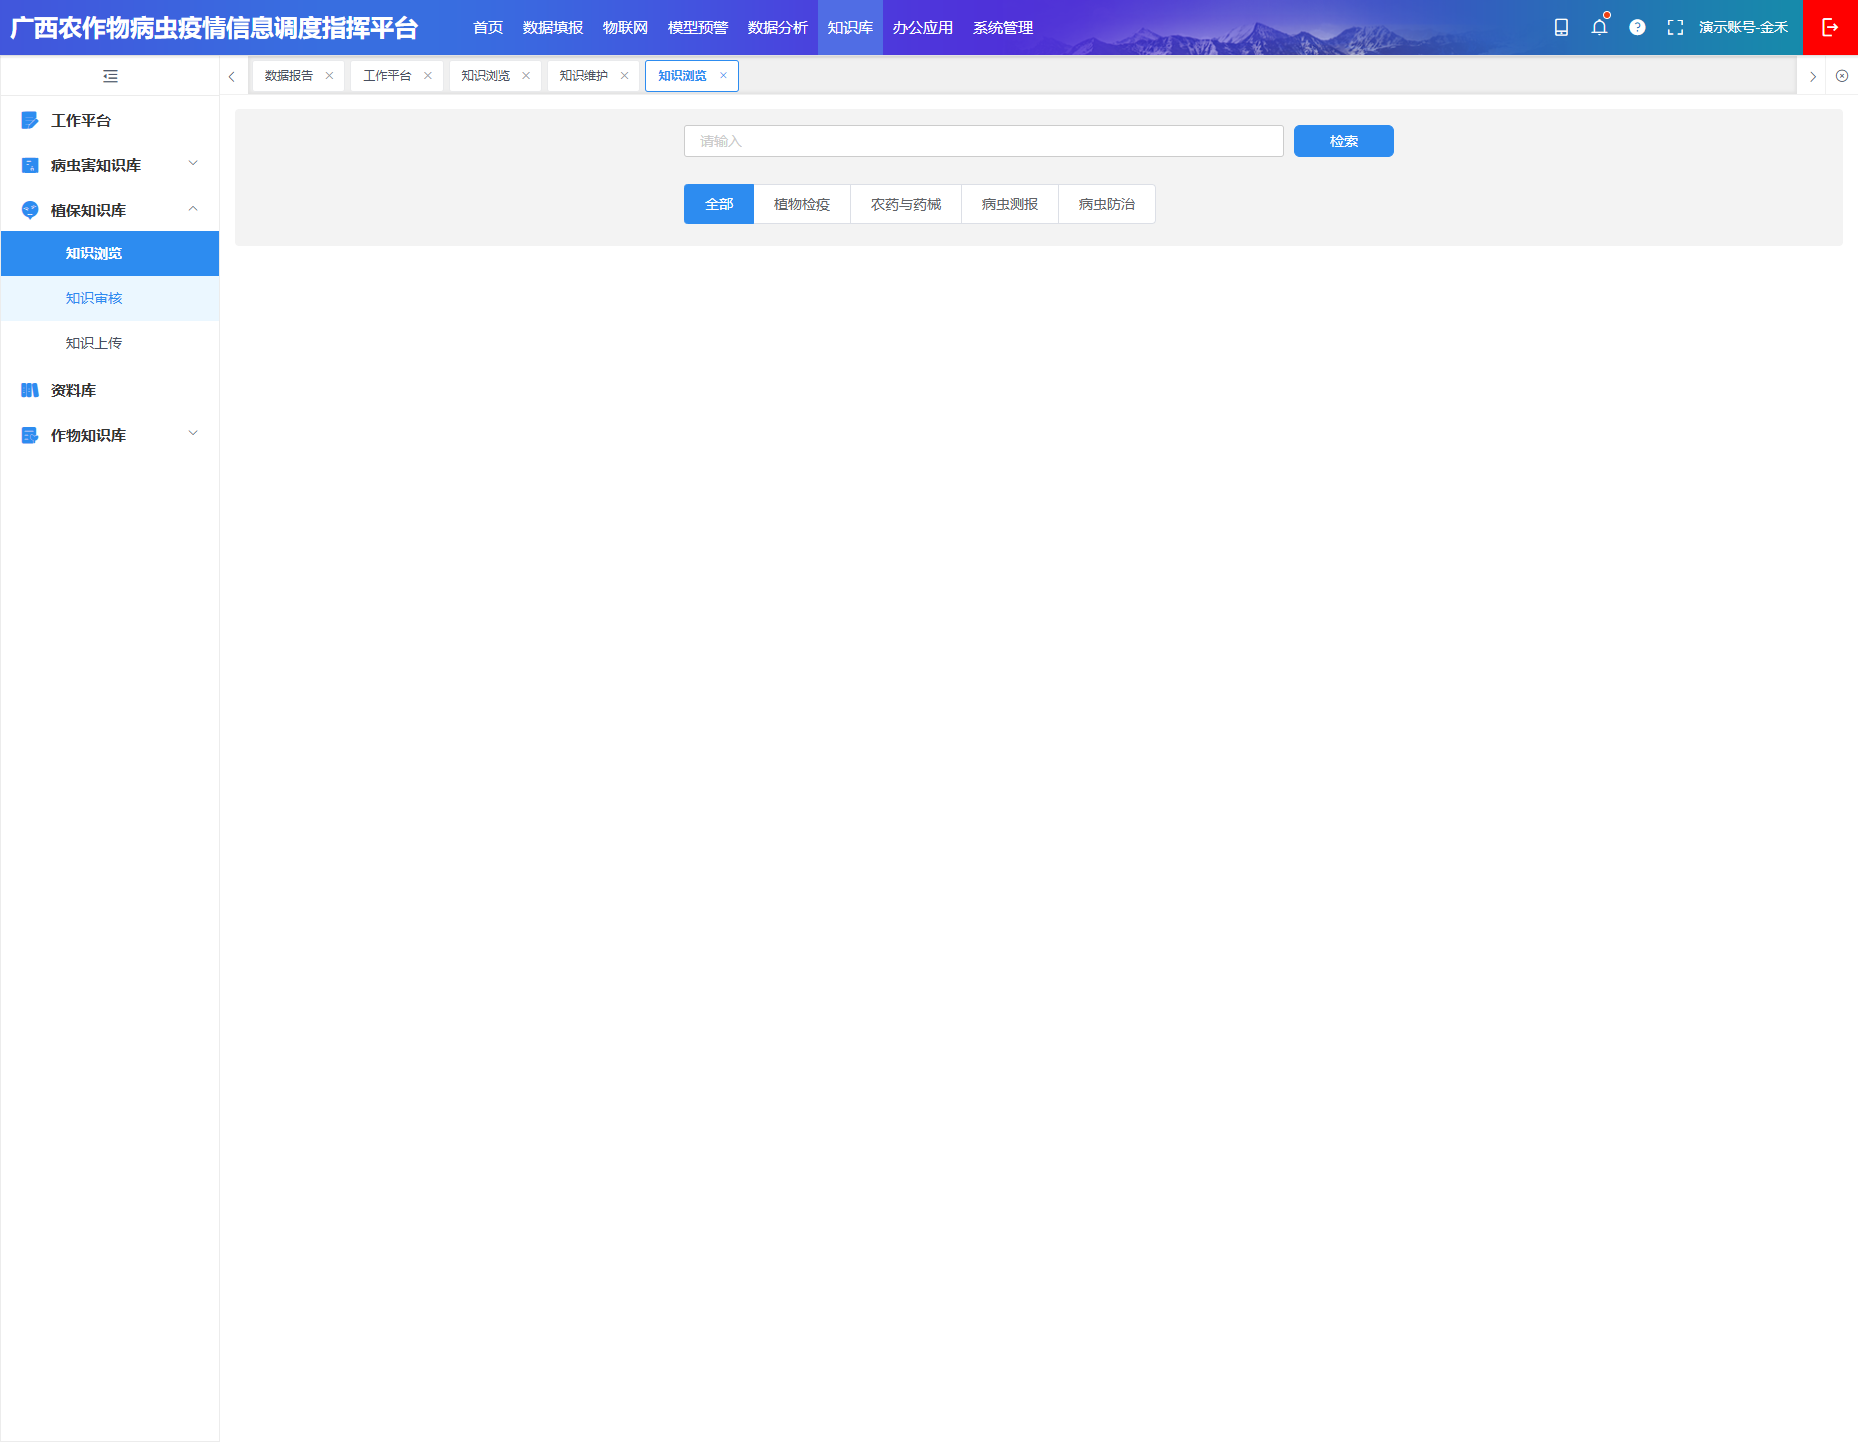 广西农作物病虫疫情信息调度指挥平台 首页 数据填报 物联网 模型预警 数据分析 知识库 办公应用 系统管理 演示账号-金禾
数据报告 工作平台 知识浏览 知识维护 知识浏览
工作平台
病虫害知识库
植保知识库
知识浏览
知识审核
知识上传
资料库
作物知识库
请输入 检索
全部 植物检疫 农药与药械 病虫测报 病虫防治